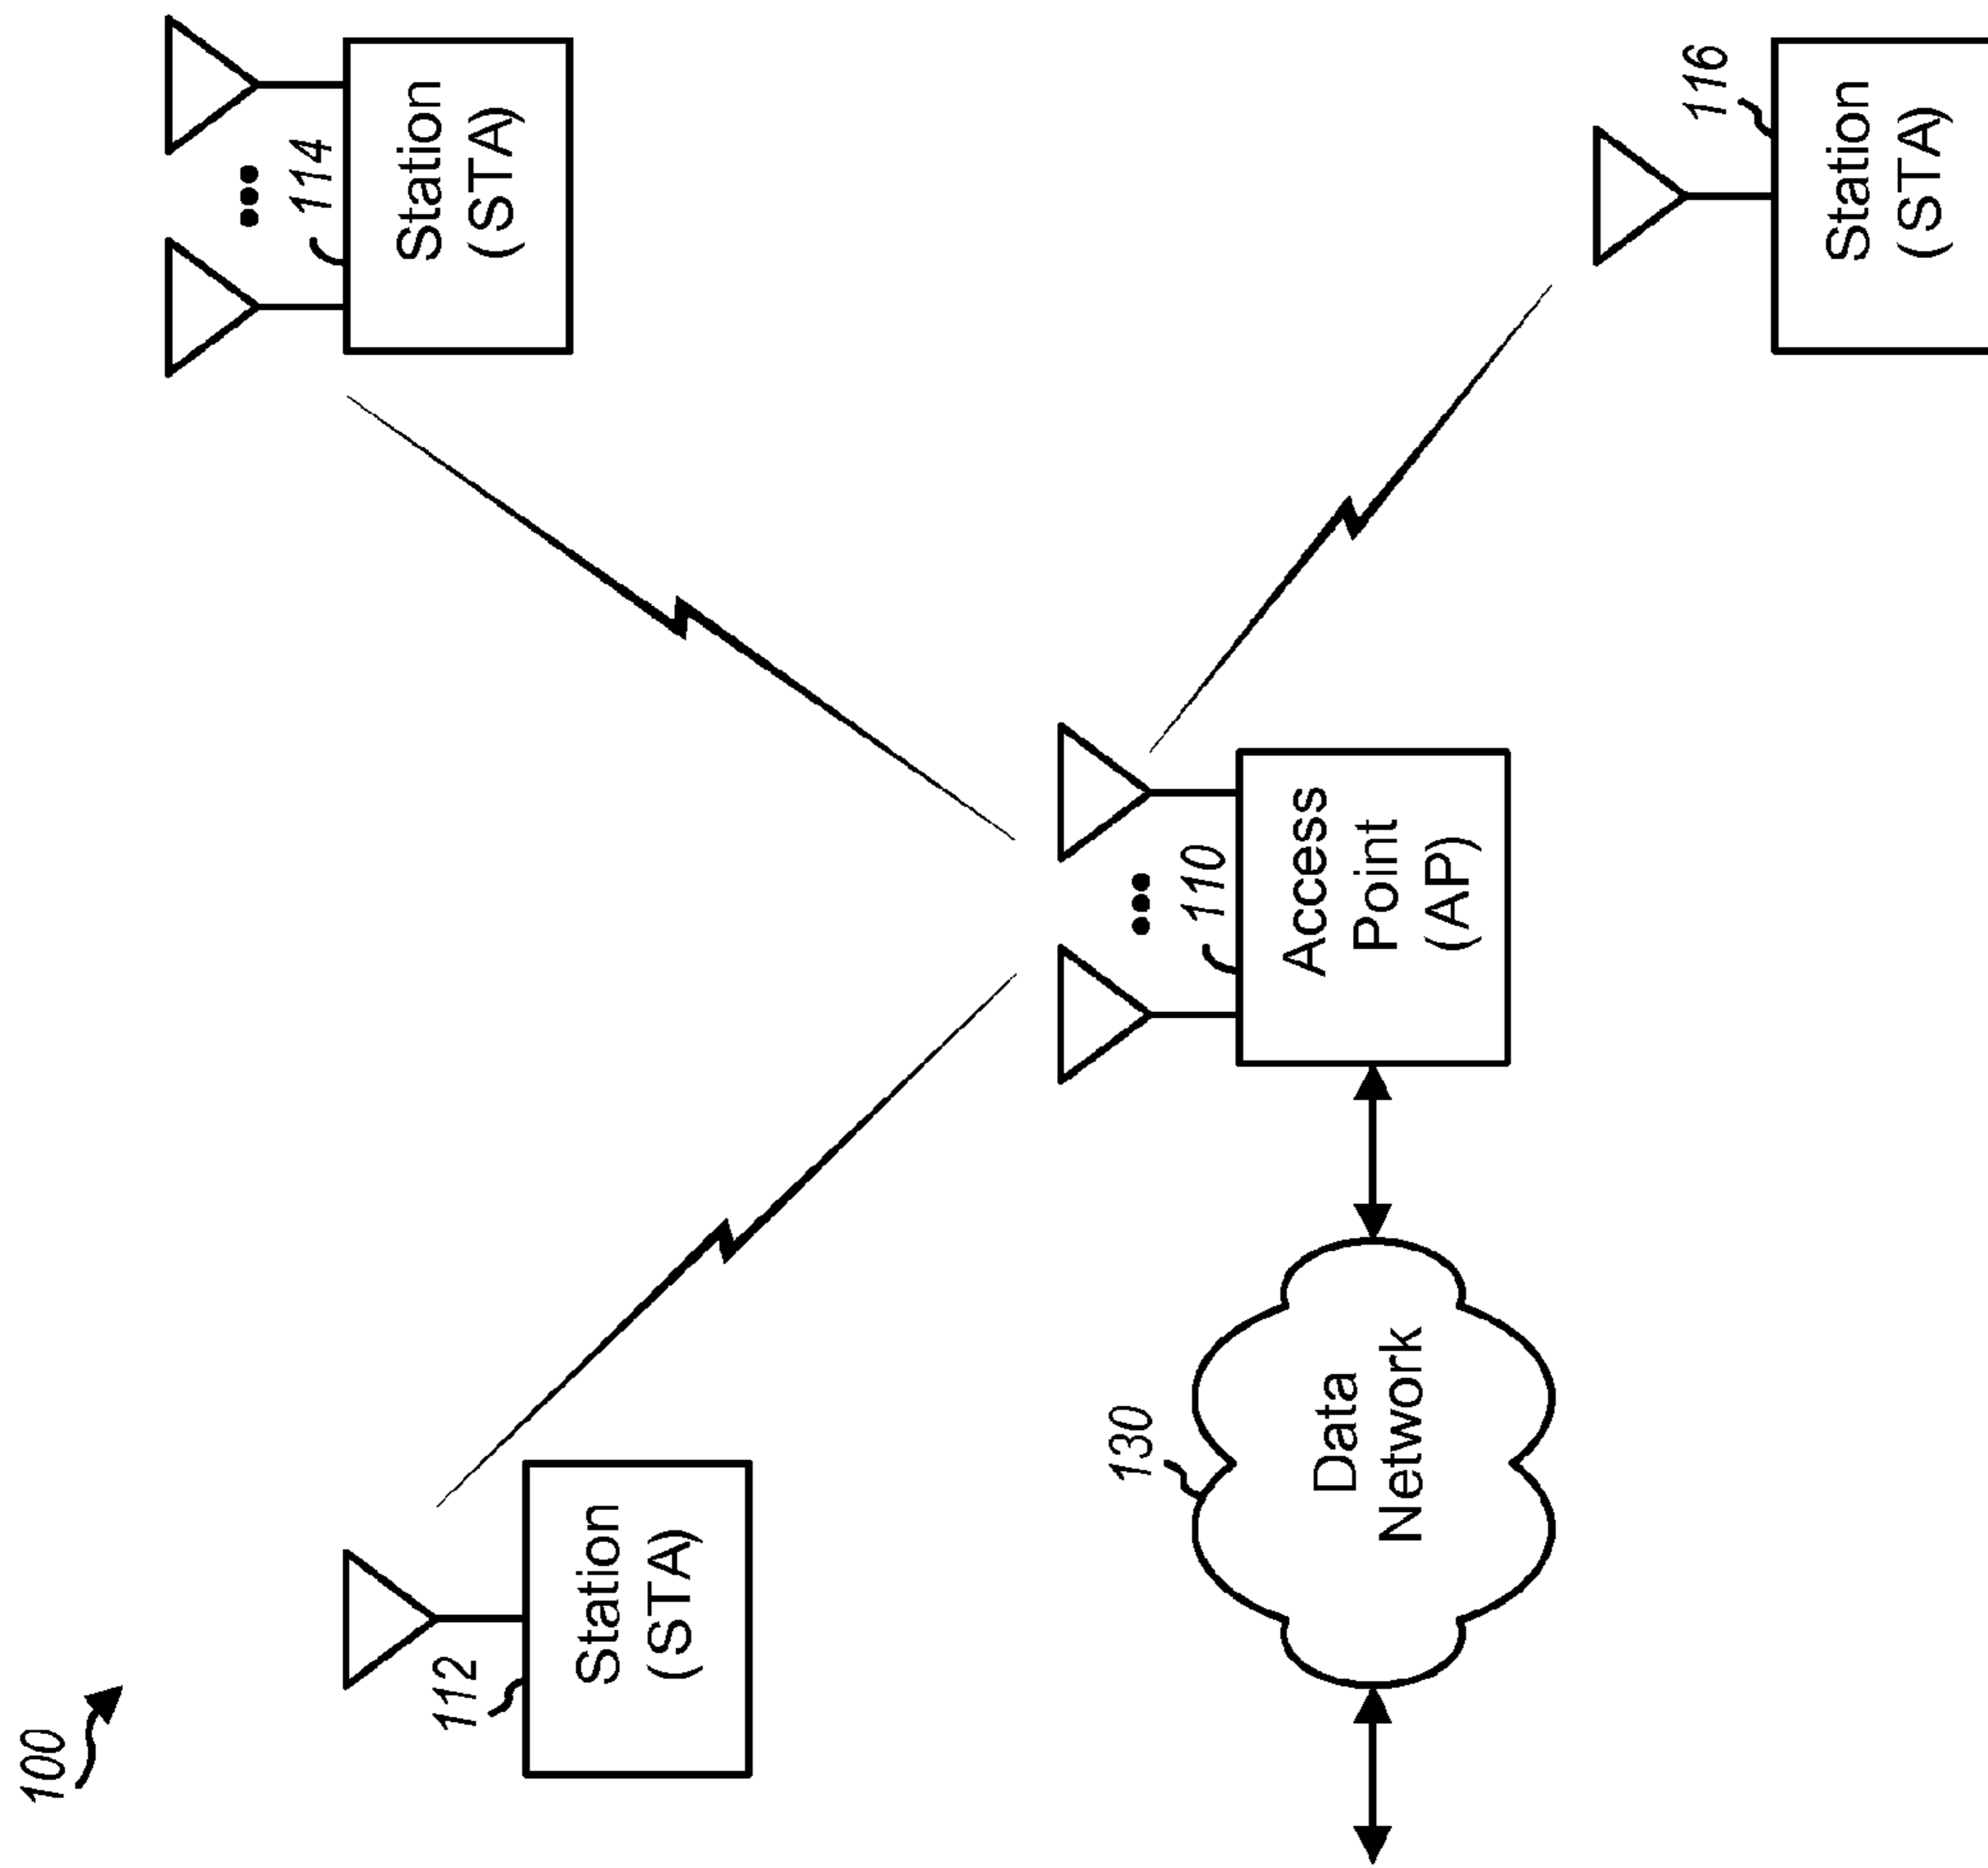 100
112
Station
(STA)
114
Station
(STA)
110
Access
Point
(AP)
130
Data
Network
116
Station
(STA)